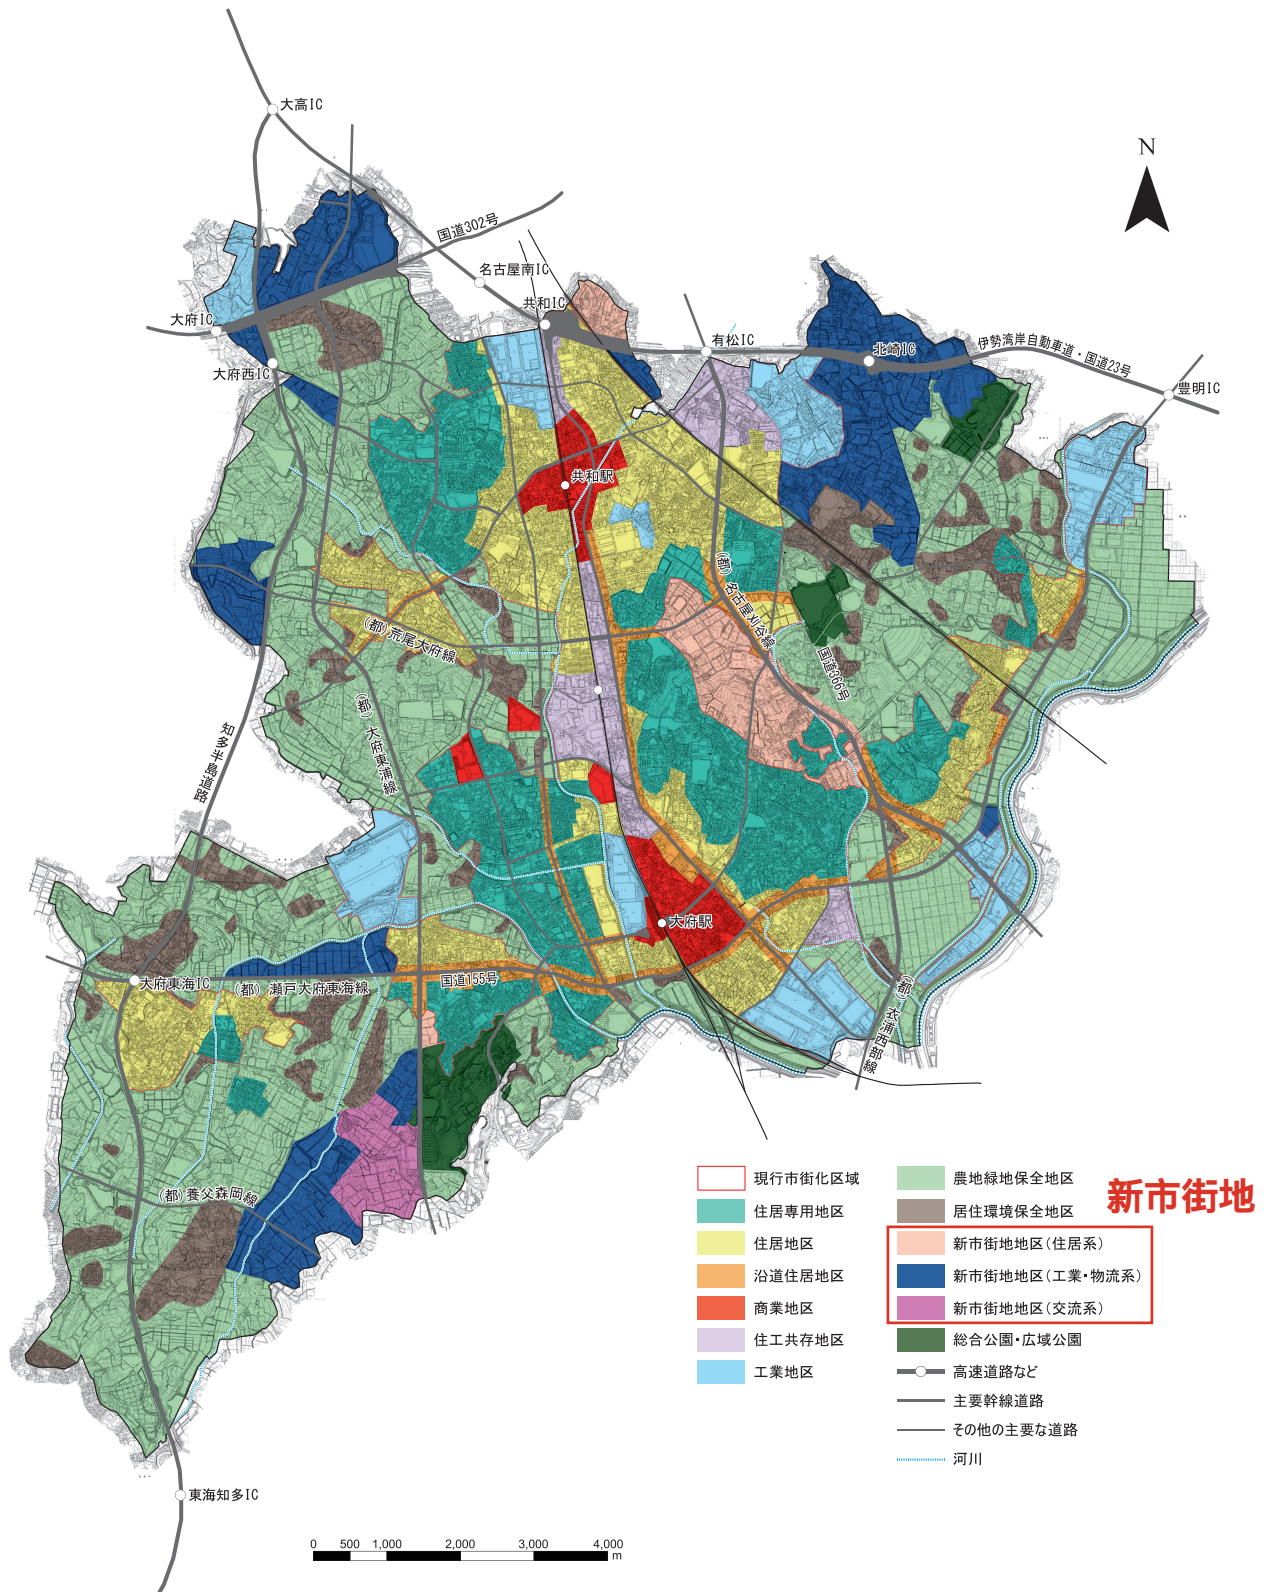 大高IC
N
国道302号
名古屋南IC
共和IC
大府IC
有松IC
北崎IC
伊勢湾岸自動車道・国道23号
大府西IC
豊明IC
共和駅
(都) 名古屋刈谷線
(都) 荒尾大府線
国道366号
(都) 大府東浦線
知多半島道路
大府駅
国道155号
大府東海IC
(都) 瀬戸大府東海線
(都) 衣浦西部線
(都) 養父森岡線
東海知多IC
新市街地
現行市街化区域
住居専用地区
住居地区
沿道住居地区
商業地区
住工共存地区
工業地区
農地緑地保全地区
居住環境保全地区
新市街地地区(住居系)
新市街地地区(工業・物流系)
新市街地地区(交流系)
総合公園・広域公園
高速道路など
主要幹線道路
その他の主要な道路
河川
0 500 1,000 2,000 3,000 4,000
m